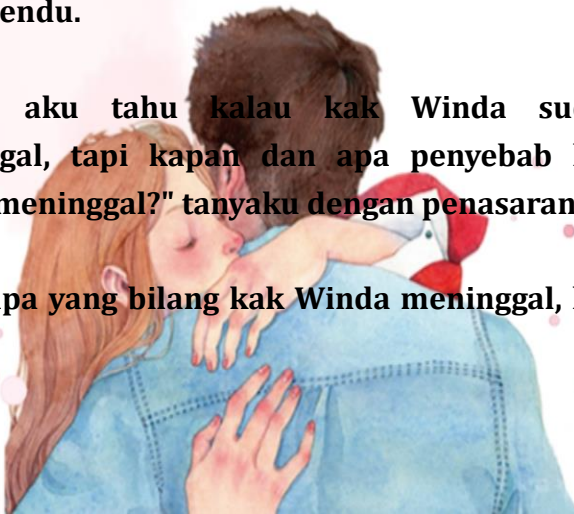 endu.
aku tahu kalau kak Winda su
gal, tapi kapan dan apa penyebab
meninggal?" tanyaku dengan penasaran
pa yang bilang kak Winda meninggal,